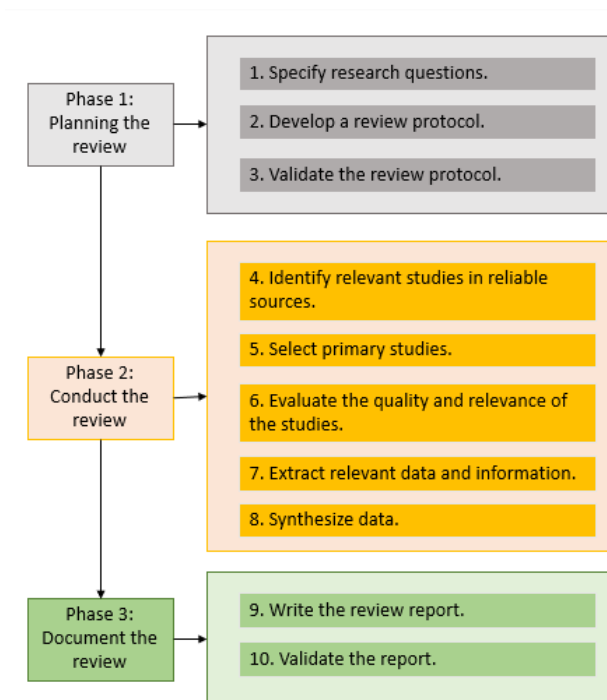 Phase 1:
Planning the
review
1. Specify research questions.
2. Develop a review protocol.
3. Validate the review protocol.
Phase 2:
Conduct the
review
4. Identify relevant studies in reliable
sources.
5. Select primary studies.
6. Evaluate the quality and relevance of
the studies.
7. Extract relevant data and information.
8. Synthesize data.
Phase 3:
Document the
review
9. Write the review report.
10. Validate the report.